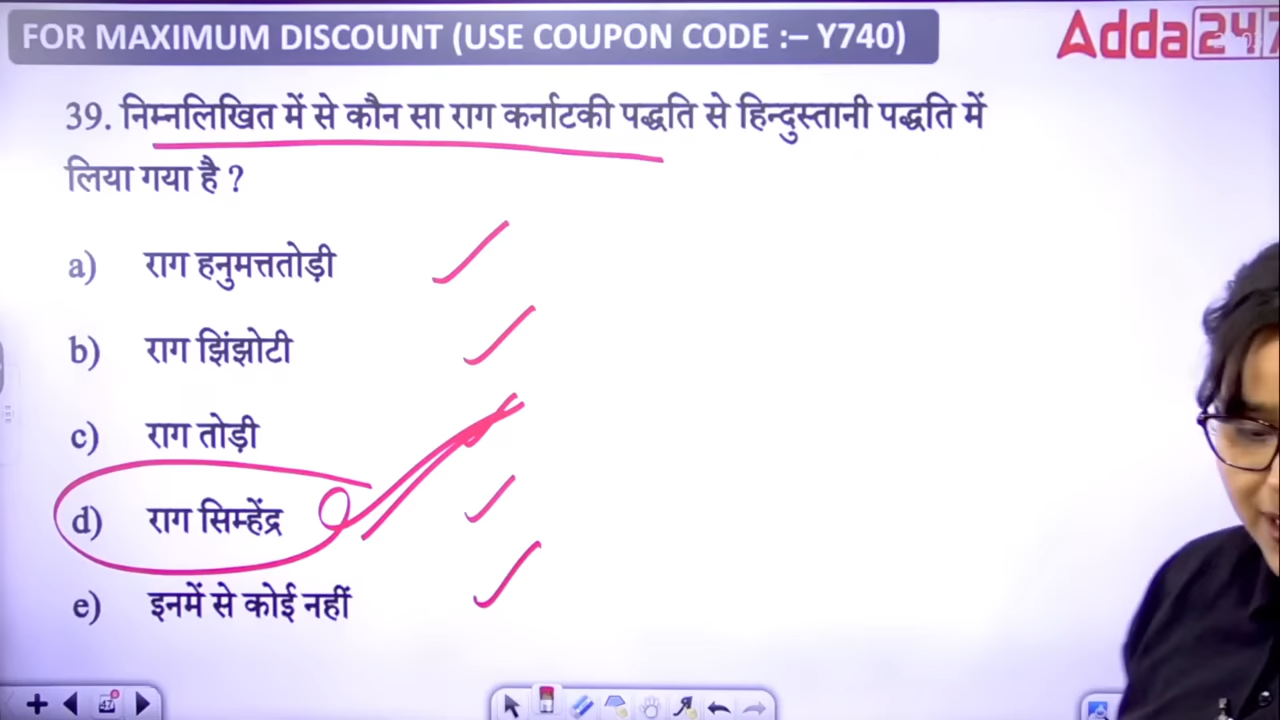 FOR MAXIMUM DISCOUNT (USE COUPON CODE :– Y740)
Adda247
39. निम्नलिखित में से कौन सा राग कर्नाटकी पद्धति से हिन्दुस्तानी पद्धति में
लिया गया है ?
a) राग हनुमत्ततोड़ी
b) राग झिंझोटी
c) राग तोड़ी
d) राग सिम्हेंद्र
e) इनमें से कोई नहीं
47